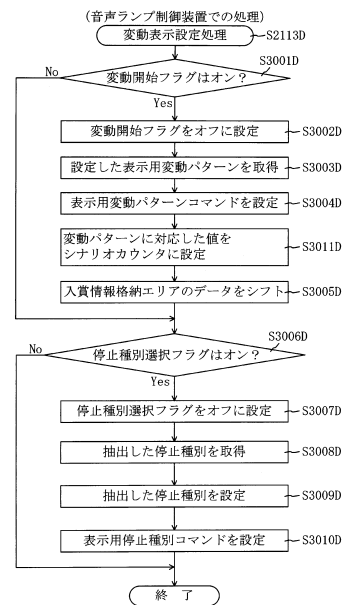 (音声ランプ制御装置での処理)
変動表示設定処理 S2113D
S3001D
No 変動開始フラグはオン?
Yes
変動開始フラグをオフに設定 S3002D
設定した表示用変動パターンを取得 S3003D
表示用変動パターンコマンドを設定 S3004D
変動パターンに対応した値を
シナリオカウンタに設定 S3011D
入賞情報格納エリアのデータをシフト S3005D
S3006D
No 停止種別選択フラグはオン?
Yes
停止種別選択フラグをオフに設定 S3007D
抽出した停止種別を取得 S3008D
抽出した停止種別を設定 S3009D
表示用停止種別コマンドを設定 S3010D
終了